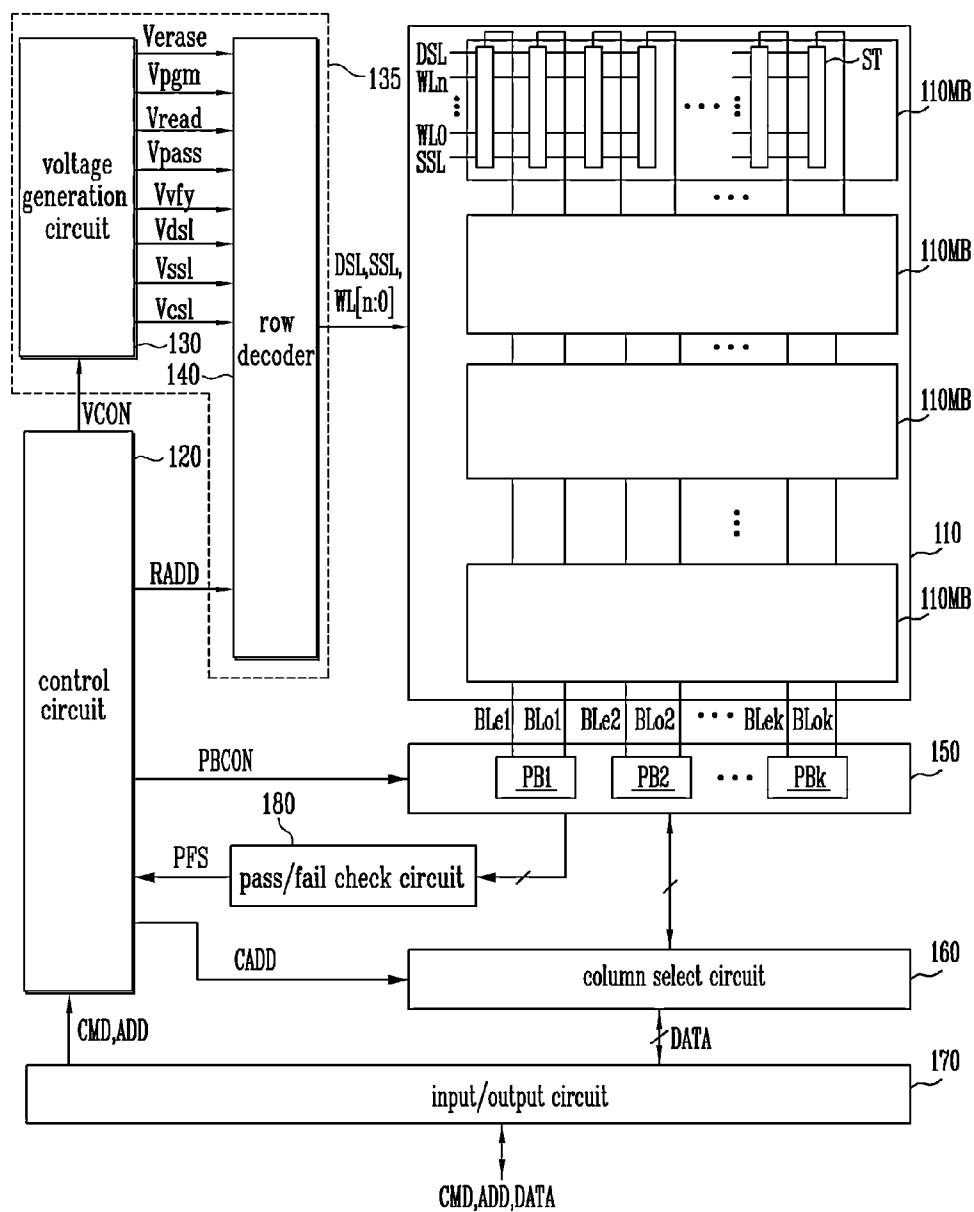 Verase
Vpgm
Vread
Vpass
Vvfy
Vdsl
Vssl
Vcsl
voltage
generation
circuit
130
135
row
decoder
140
DSL,SSL,
WL[n:0]
DSL
WLn
WL0
SSL
ST
110MB
110MB
110MB
110
110MB
VCON
120
RADD
control
circuit
BLe1
BLo1
BLe2
BLo2
BLek
BLok
PBCON
PB1
PB2
PBk
150
180
PFS
pass/fail check circuit
CADD
column select circuit
160
CMD,ADD
DATA
170
input/output circuit
CMD,ADD,DATA